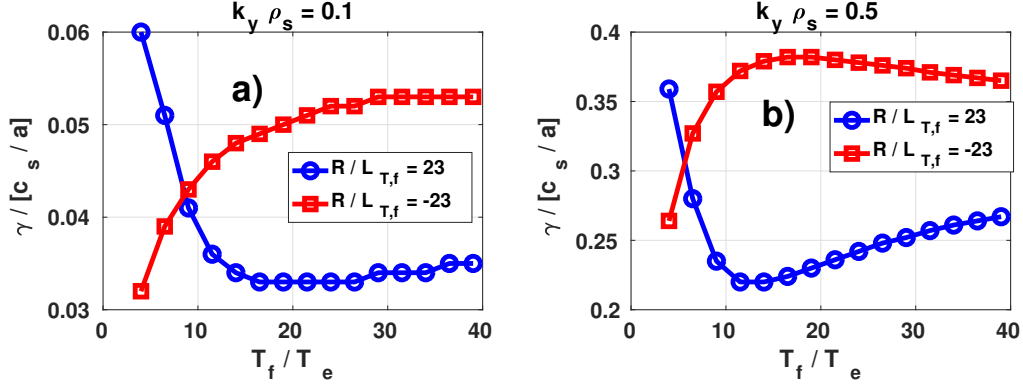 k_y ρ_s = 0.1
0.06
0.05
0.04
0.03
γ / [c_s / a]
a)
R / L_T,f = 23
R / L_T,f = -23
0 10 20 30 40
T_f / T_e
k_y ρ_s = 0.5
0.4
0.35
0.3
0.25
0.2
γ / [c_s / a]
b)
R / L_T,f = 23
R / L_T,f = -23
0 10 20 30 40
T_f / T_e